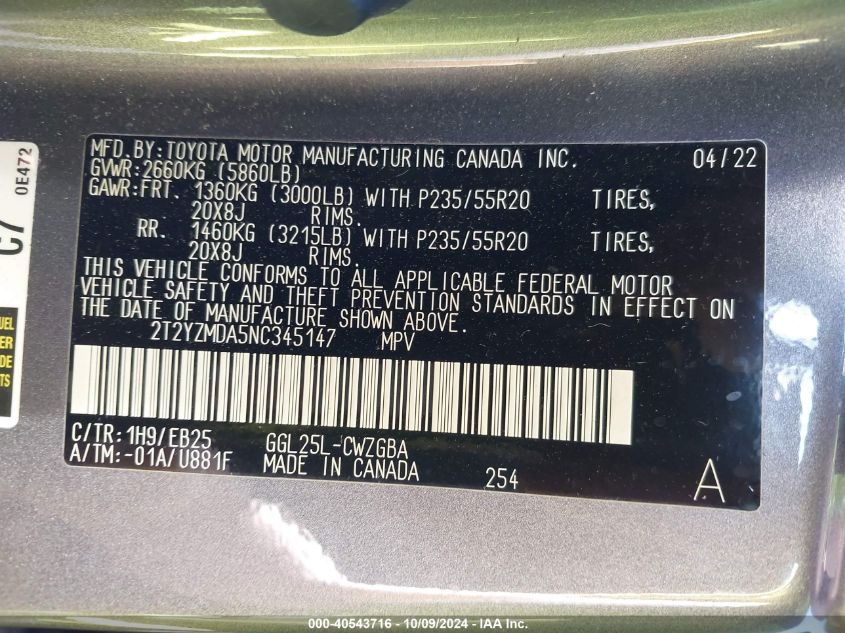 MFD. BY: TOYOTA MOTOR MANUFACTURING CANADA INC. 04/22
GVWR: 2660KG (5860LB)
GAWR: FRT. 1360KG (3000LB) WITH P235/55R20 TIRES,
20X8J RIMS.
RR. 1460KG (3215LB) WITH P235/55R20 TIRES,
20X8J RIMS.
THIS VEHICLE CONFORMS TO ALL APPLICABLE FEDERAL MOTOR
VEHICLE SAFETY AND THEFT PREVENTION STANDARDS IN EFFECT ON
THE DATE OF MANUFACTURE SHOWN ABOVE.
2T2YZMDA5NC345147 MPV
C/TR: 1H9/EB25 GGL25L-CWZGBA
A/TM: -01A/U881F MADE IN CANADA 254 A
C7
0E472
000-40543716 - 10/09/2024 - IAA Inc.